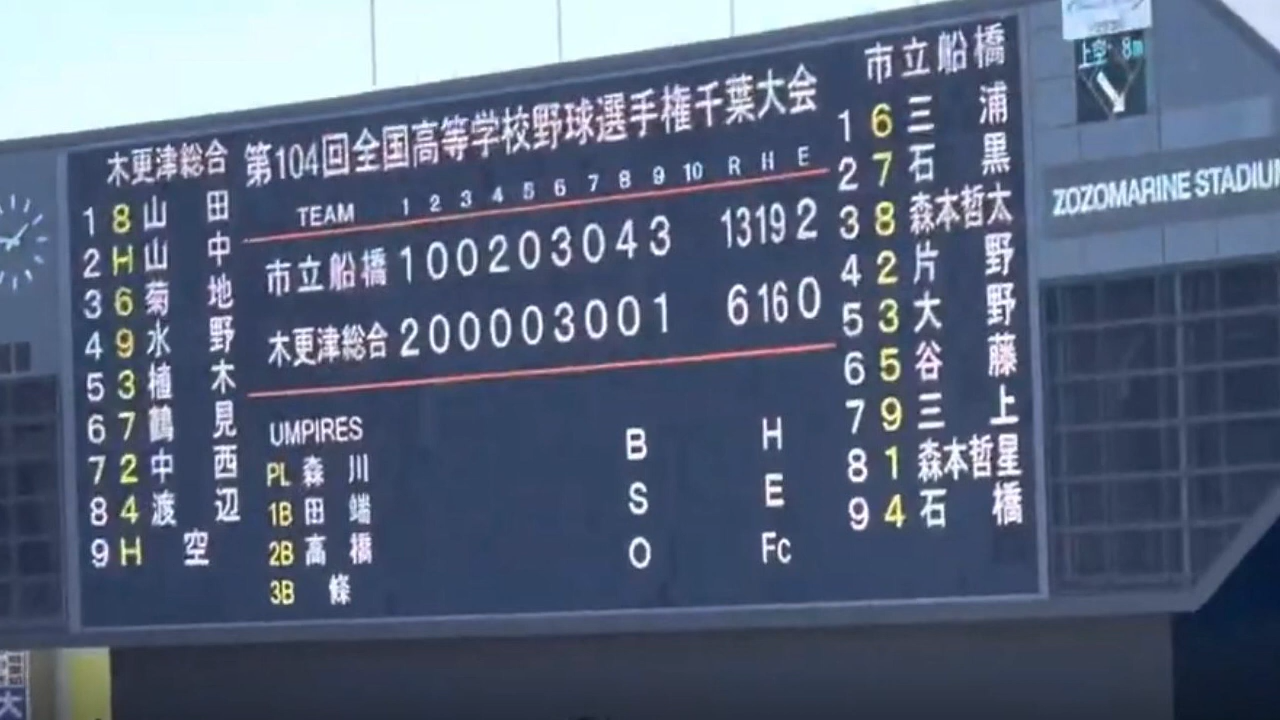 上空: 8m
ZOZOMARINE STADIUM
第104回全国高等学校野球選手権千葉大会
木更津総合
1 8 山田
2 H 山中
3 6 菊地
4 9 水野
5 3 植木
6 7 鶴見
7 2 中西
8 4 渡辺
9 H 空
TEAM 1 2 3 4 5 6 7 8 9 10 R H E
市立船橋 1 0 0 2 0 3 0 4 3 13 19 2
木更津総合 2 0 0 0 0 3 0 0 1 6 16 0
UMPIRES
PL 森川
1B 田端
2B 高橋
3B 條
B H
S E
O Fc
市立船橋
1 6 三浦
2 7 石黒
3 8 森本哲太
4 2 片野
5 3 大野
6 5 谷藤
7 9 三上
8 1 森本哲星
9 4 石橋
大